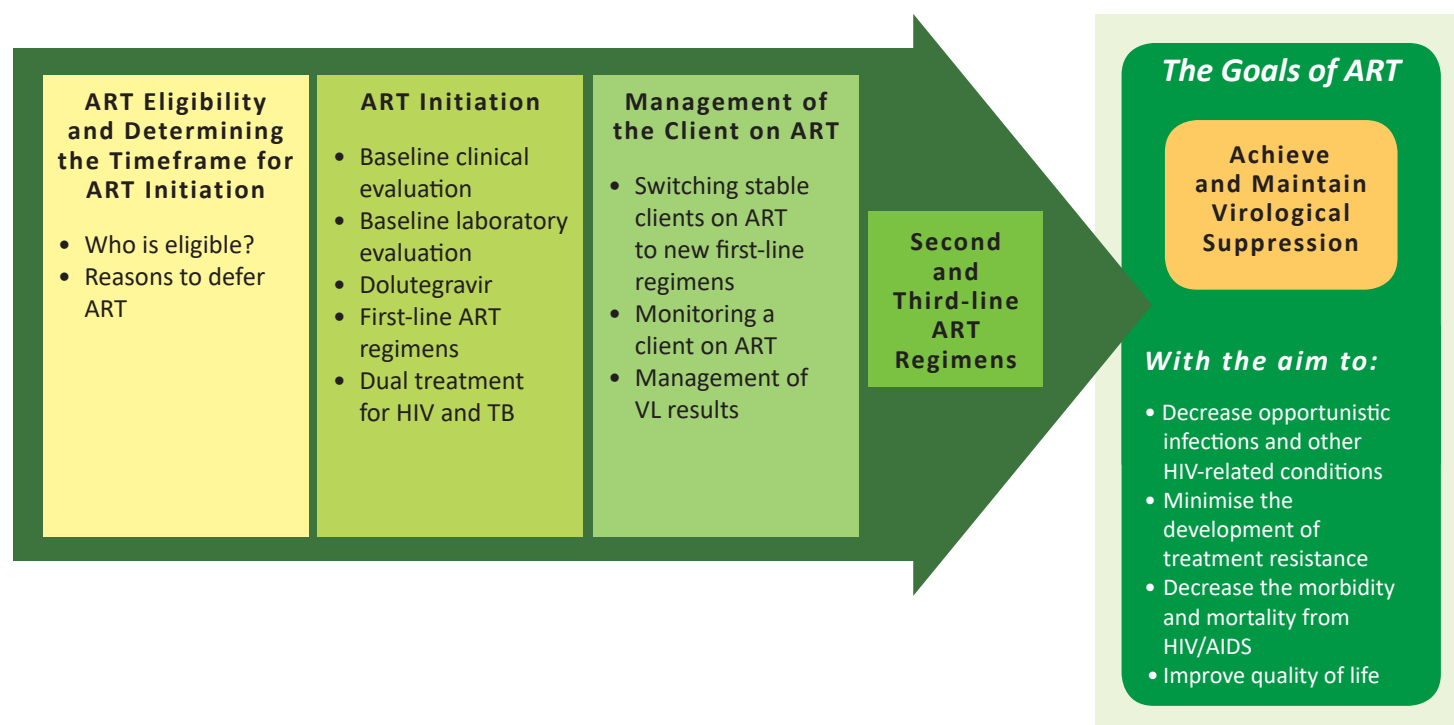 ART Eligibility
and Determining
the Timeframe for
ART Initiation
• Who is eligible?
• Reasons to defer
ART
ART Initiation
• Baseline clinical
evaluation
• Baseline laboratory
evaluation
• Dolutegravir
• First-line ART
regimens
• Dual treatment
for HIV and TB
Management of
the Client on ART
• Switching stable
clients on ART
to new first-line
regimens
• Monitoring a
client on ART
• Management of
VL results
Second
and
Third-line
ART
Regimens
The Goals of ART
Achieve
and Maintain
Virological
Suppression
With the aim to:
• Decrease opportunistic
infections and other
HIV-related conditions
• Minimise the
development of
treatment resistance
• Decrease the morbidity
and mortality from
HIV/AIDS
• Improve quality of life